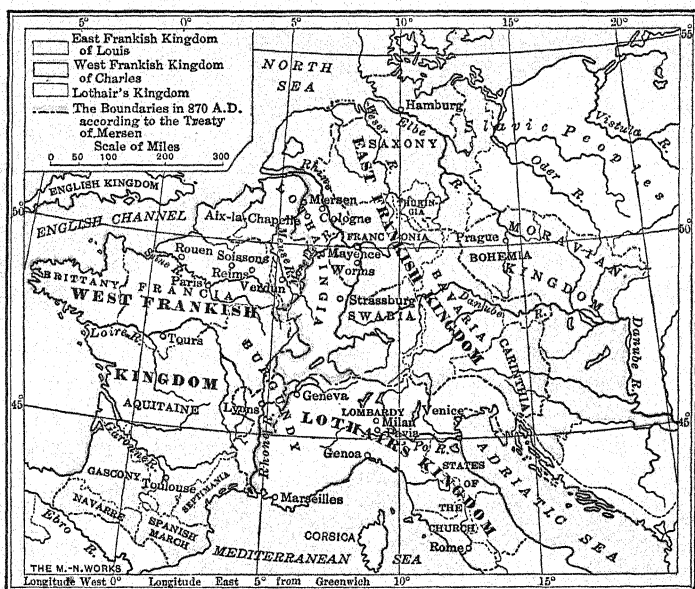 5° 0° 5° 10° 15° 20°
55
East Frankish Kingdom
of Louis
West Frankish Kingdom
of Charles
Lothair's Kingdom
The Boundaries in 870 A.D.
according to the Treaty
of Mersen
Scale of Miles
0 50 100 200 300
NORTH
SEA
Hamburg
Weser R.
Elbe
R.
SAXONY
Slavic Peoples
Vistula R.
Oder R.
ENGLISH KINGDOM
50
ENGLISH CHANNEL
Mersen
Aix-la-Chapelle
Cologne
THURINGIA
FRANCONIA
Prague
BOHEMIA
MORAVIAN
KINGDOM
50
Meuse R.
Mayence
Worms
Rouen
Soissons
Seine R.
Reims
Paris
Verdun
BRITTANY
FRANCIA
WEST FRANKISH
KINGDOM
LOTHARINGIA
EAST FRANKISH KINGDOM
Strassburg
SWABIA
BAVARIA
Danube R.
CARINTHIA
Danube R.
Loire R.
Tours
BURGUNDY
AQUITAINE
45
Lyons
Geneva
LOTHAIR'S KINGDOM
LOMBARDY
Milan
Pavia
Venice
Po R.
45
Garonne R.
Rhone R.
Genoa
STATES
OF
THE
CHURCH
Rome
ADRIATIC SEA
GASCONY
Toulouse
SEPTIMANIA
Marseilles
NAVARRE
SPANISH
MARCH
Ebro R.
CORSICA
MEDITERRANEAN SEA
THE M.-N. WORKS
Longitude West 0° Longitude East 5° from Greenwich 10° 15°